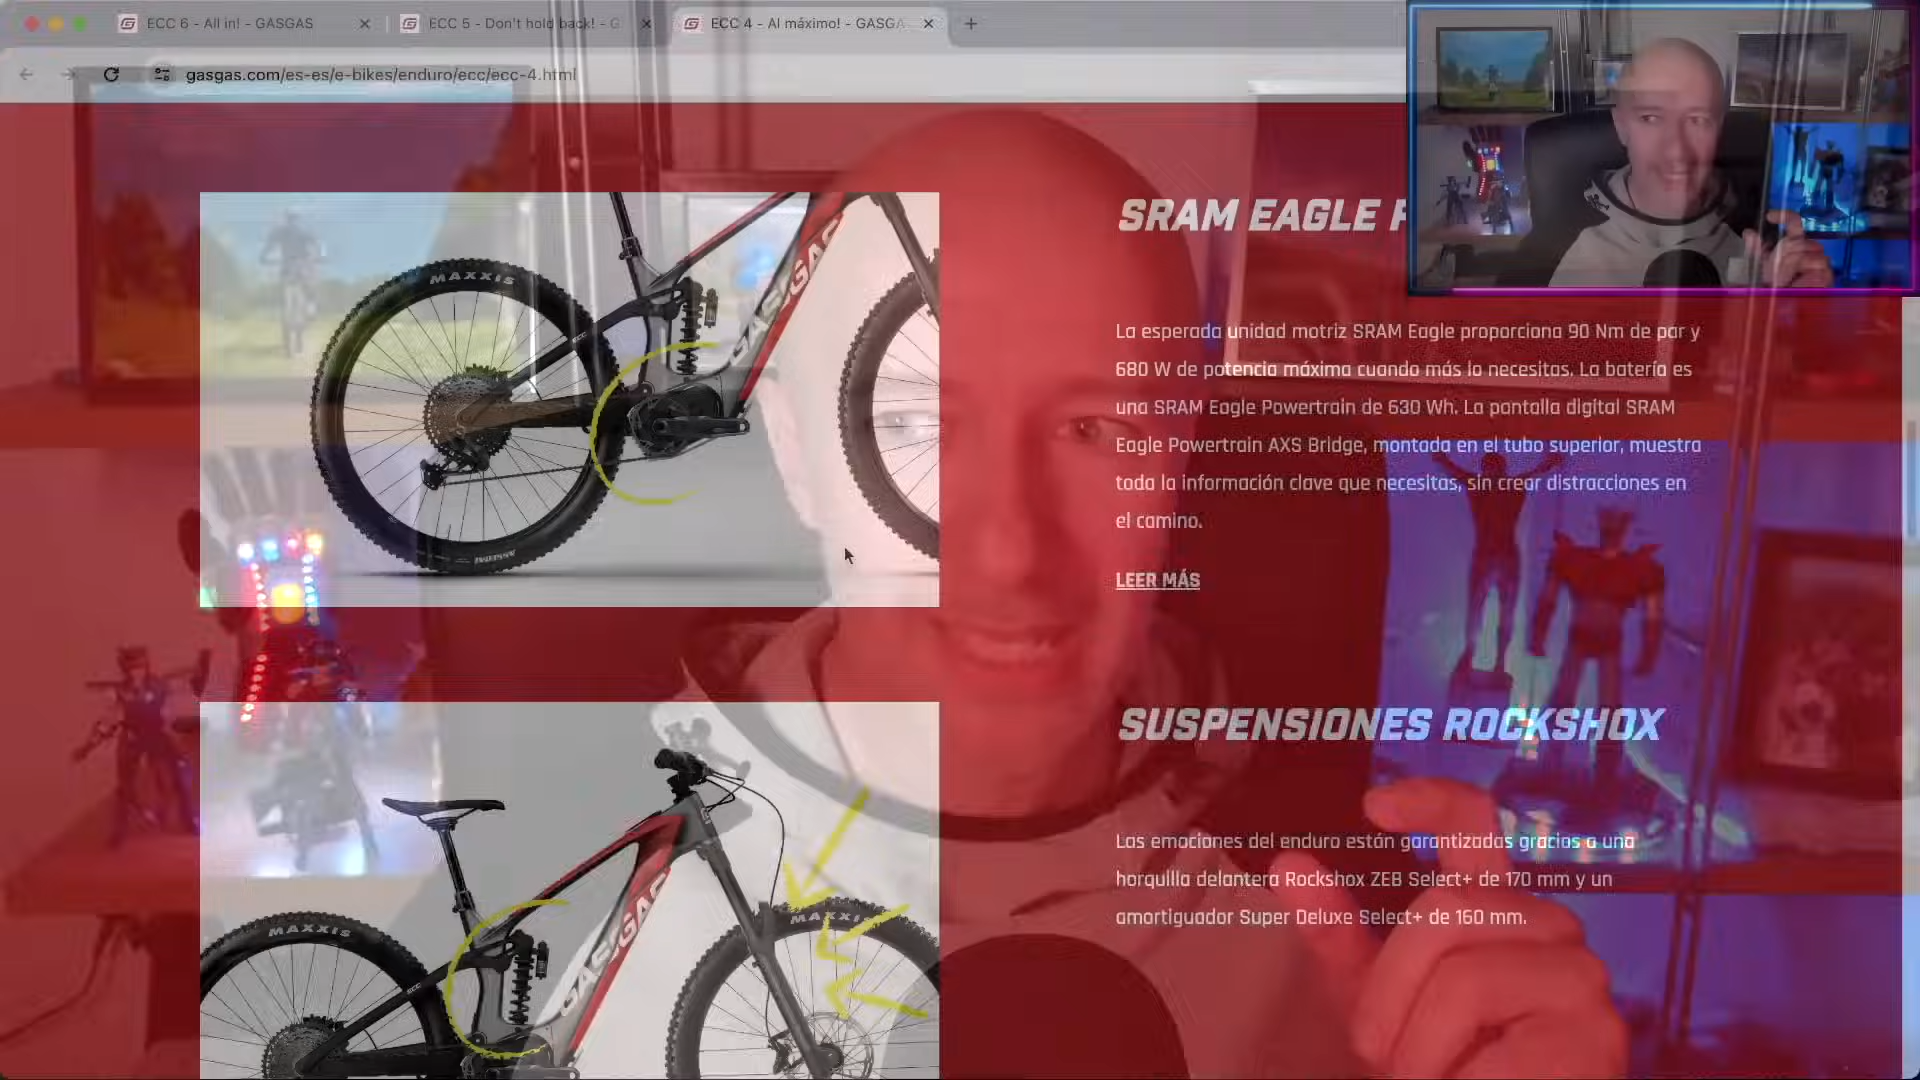 ECC 6 - All in! - GASGAS
ECC 5 - Don't hold back! - G
ECC 4 - Al máximo! - GASGA
gasgas.com/es-es/e-bikes/enduro/ecc/ecc-4.html
SRAM EAGLE
La esperada unidad motriz SRAM Eagle proporciona 90 Nm de par y
680 W de potencia máxima cuando más lo necesitas. La batería es
una SRAM Eagle Powertrain de 630 Wh. La pantalla digital SRAM
Eagle Powertrain AXS Bridge, montada en el tubo superior, muestra
toda la información clave que necesitas, sin crear distracciones en
el camino.
LEER MÁS
MAXXIS
GASGAS
ECC
MAXXIS
SUSPENSIONES ROCKSHOX
Las emociones del enduro están garantizadas gracias a una
horquilla delantera Rockshox ZEB Select+ de 170 mm y un
amortiguador Super Deluxe Select+ de 160 mm.
MAXXIS
GASGAS
ECC
MAXXIS